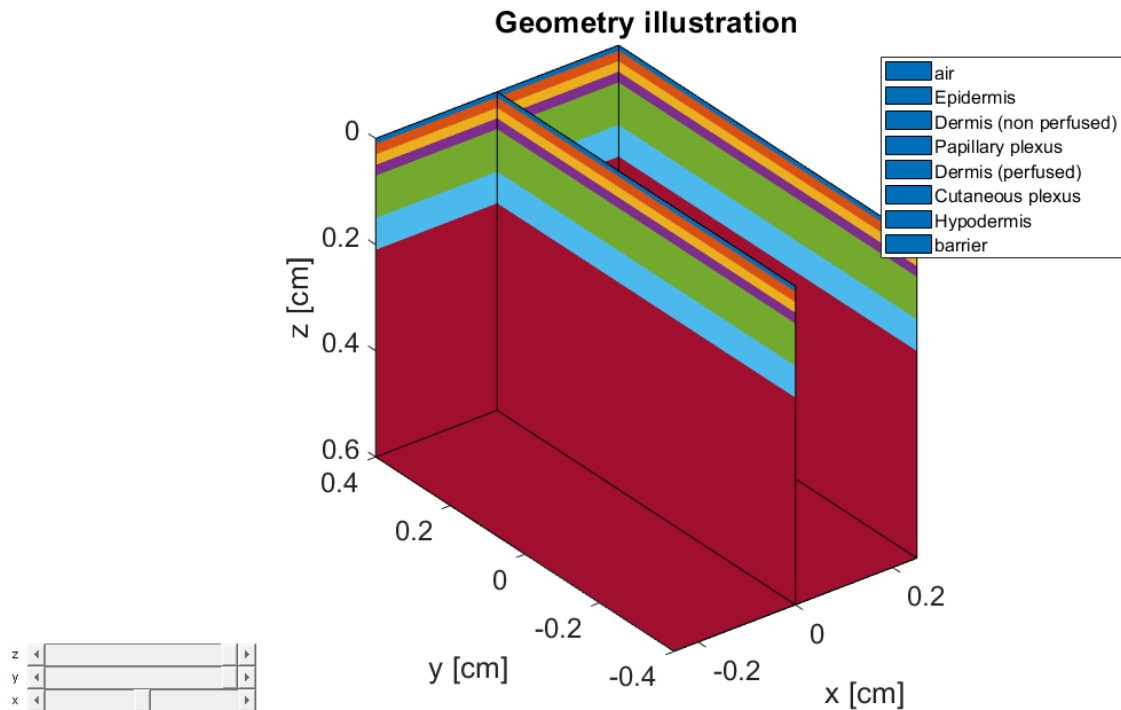 Geometry illustration
air
Epidermis
Dermis (non perfused)
Papillary plexus
Dermis (perfused)
Cutaneous plexus
Hypodermis
barrier
0
0.2
0.4
0.6
z [cm]
0.4
0.2
0
-0.2
-0.4
y [cm]
-0.2
0
0.2
x [cm]
z
y
x